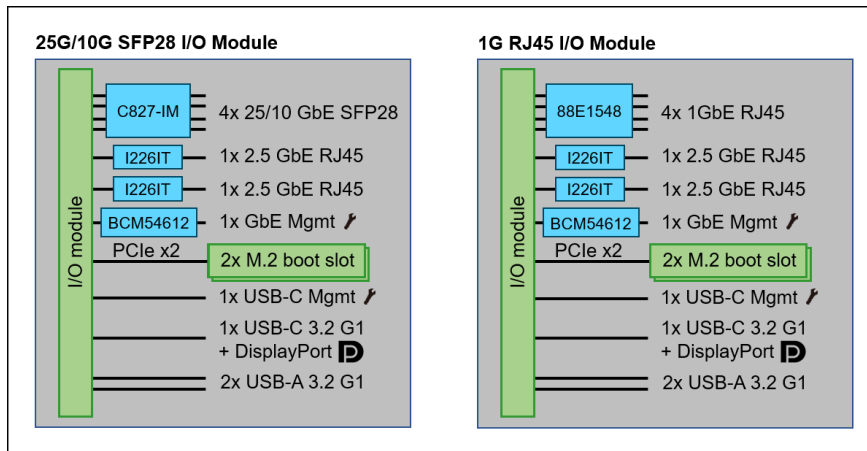 25G/10G SFP28 I/O Module
I/O module
C827-IM
4x 25/10 GbE SFP28
I226IT
1x 2.5 GbE RJ45
I226IT
1x 2.5 GbE RJ45
BCM54612
1x GbE Mgmt
PCIe x2
2x M.2 boot slot
1x USB-C Mgmt
1x USB-C 3.2 G1
+ DisplayPort
2x USB-A 3.2 G1
1G RJ45 I/O Module
I/O module
88E1548
4x 1GbE RJ45
I226IT
1x 2.5 GbE RJ45
I226IT
1x 2.5 GbE RJ45
BCM54612
1x GbE Mgmt
PCIe x2
2x M.2 boot slot
1x USB-C Mgmt
1x USB-C 3.2 G1
+ DisplayPort
2x USB-A 3.2 G1